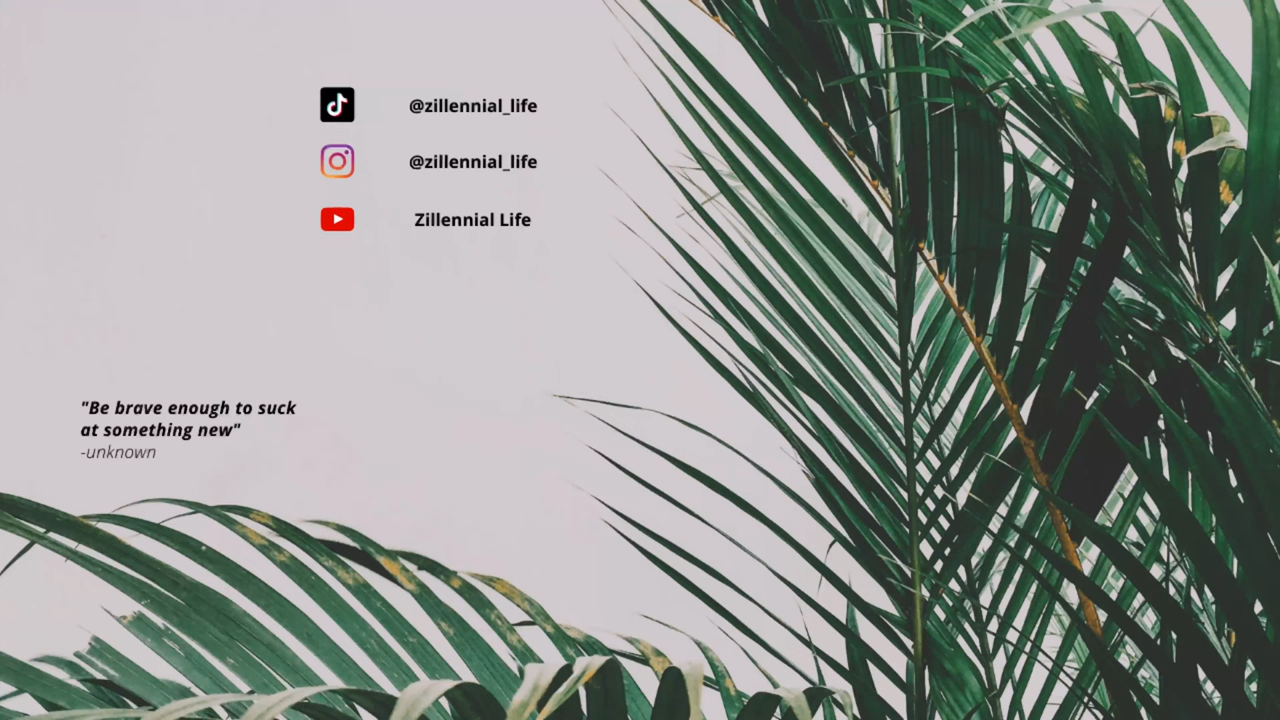 @zillennial_life
@zillennial_life
Zillennial Life
"Be brave enough to suck
at something new"
-unknown